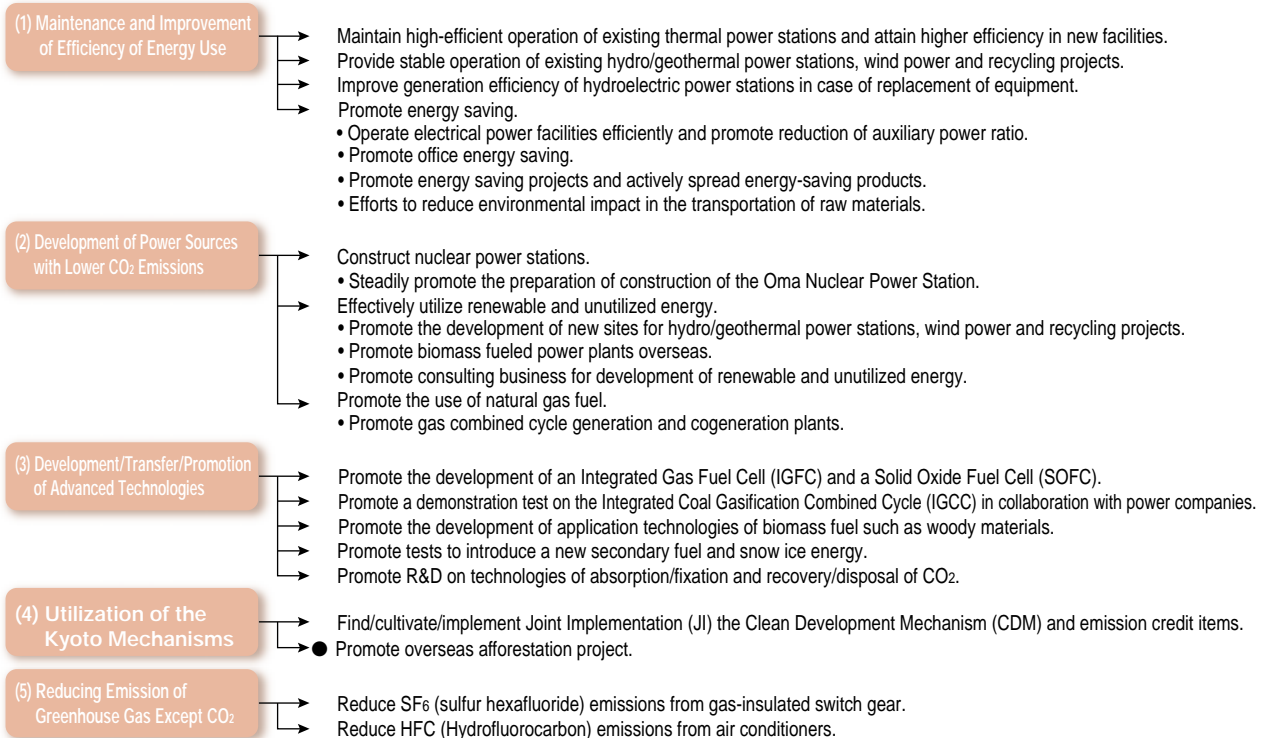 (1) Maintenance and Improvement
of Efficiency of Energy Use
Maintain high-efficient operation of existing thermal power stations and attain higher efficiency in new facilities.
Provide stable operation of existing hydro/geothermal power stations, wind power and recycling projects.
Improve generation efficiency of hydroelectric power stations in case of replacement of equipment.
Promote energy saving.
• Operate electrical power facilities efficiently and promote reduction of auxiliary power ratio.
• Promote office energy saving.
• Promote energy saving projects and actively spread energy-saving products.
• Efforts to reduce environmental impact in the transportation of raw materials.
(2) Development of Power Sources
with Lower CO2 Emissions
Construct nuclear power stations.
• Steadily promote the preparation of construction of the Oma Nuclear Power Station.
Effectively utilize renewable and unutilized energy.
• Promote the development of new sites for hydro/geothermal power stations, wind power and recycling projects.
• Promote biomass fueled power plants overseas.
• Promote consulting business for development of renewable and unutilized energy.
Promote the use of natural gas fuel.
• Promote gas combined cycle generation and cogeneration plants.
(3) Development/Transfer/Promotion
of Advanced Technologies
Promote the development of an Integrated Gas Fuel Cell (IGFC) and a Solid Oxide Fuel Cell (SOFC).
Promote a demonstration test on the Integrated Coal Gasification Combined Cycle (IGCC) in collaboration with power companies.
Promote the development of application technologies of biomass fuel such as woody materials.
Promote tests to introduce a new secondary fuel and snow ice energy.
Promote R&D on technologies of absorption/fixation and recovery/disposal of CO2.
(4) Utilization of the
Kyoto Mechanisms
Find/cultivate/implement Joint Implementation (JI) the Clean Development Mechanism (CDM) and emission credit items.
● Promote overseas afforestation project.
(5) Reducing Emission of
Greenhouse Gas Except CO2
Reduce SF6 (sulfur hexafluoride) emissions from gas-insulated switch gear.
Reduce HFC (Hydrofluorocarbon) emissions from air conditioners.